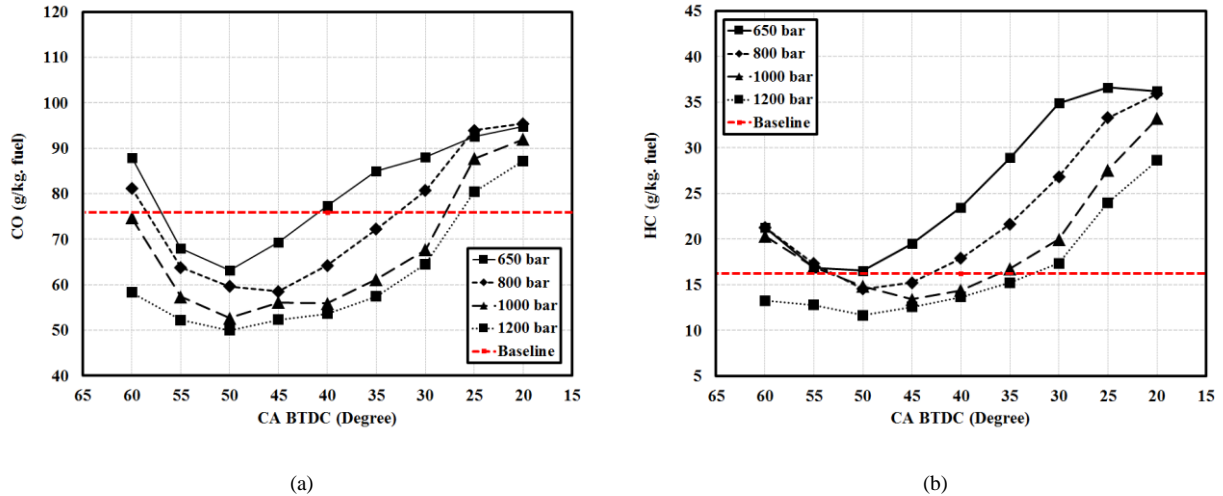 120
110
100
90
80
70
60
50
40
CO (g/kg. fuel)
65 60 55 50 45 40 35 30 25 20 15
CA BTDC (Degree)
650 bar
800 bar
1000 bar
1200 bar
Baseline
(a)
45
40
35
30
25
20
15
10
5
HC (g/kg. fuel)
65 60 55 50 45 40 35 30 25 20 15
CA BTDC (Degree)
650 bar
800 bar
1000 bar
1200 bar
Baseline
(b)